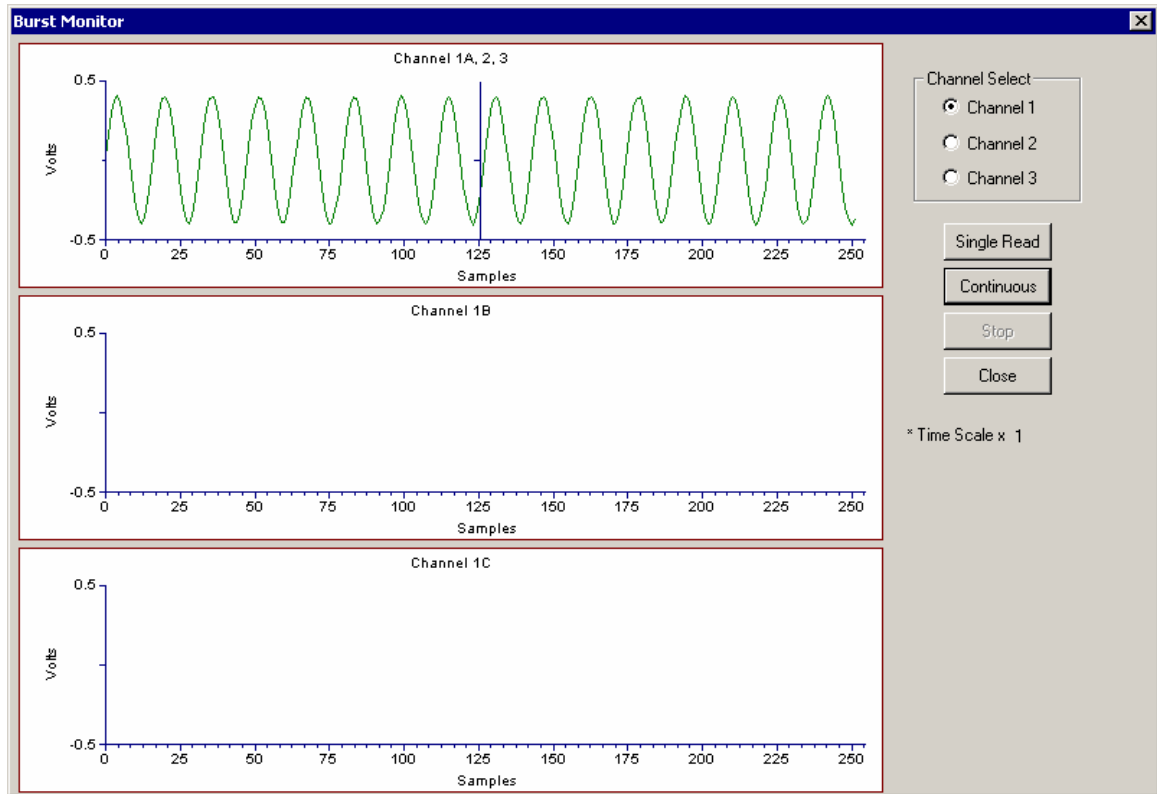 Burst Monitor
Channel 1A, 2, 3
0.5
Volts
-0.5
0 25 50 75 100 125 150 175 200 225 250
Samples
Channel 1B
0.5
Volts
-0.5
0 25 50 75 100 125 150 175 200 225 250
Samples
Channel 1C
0.5
Volts
-0.5
0 25 50 75 100 125 150 175 200 225 250
Samples
Channel Select
Channel 1
Channel 2
Channel 3
Single Read
Continuous
Stop
Close
* Time Scale x 1